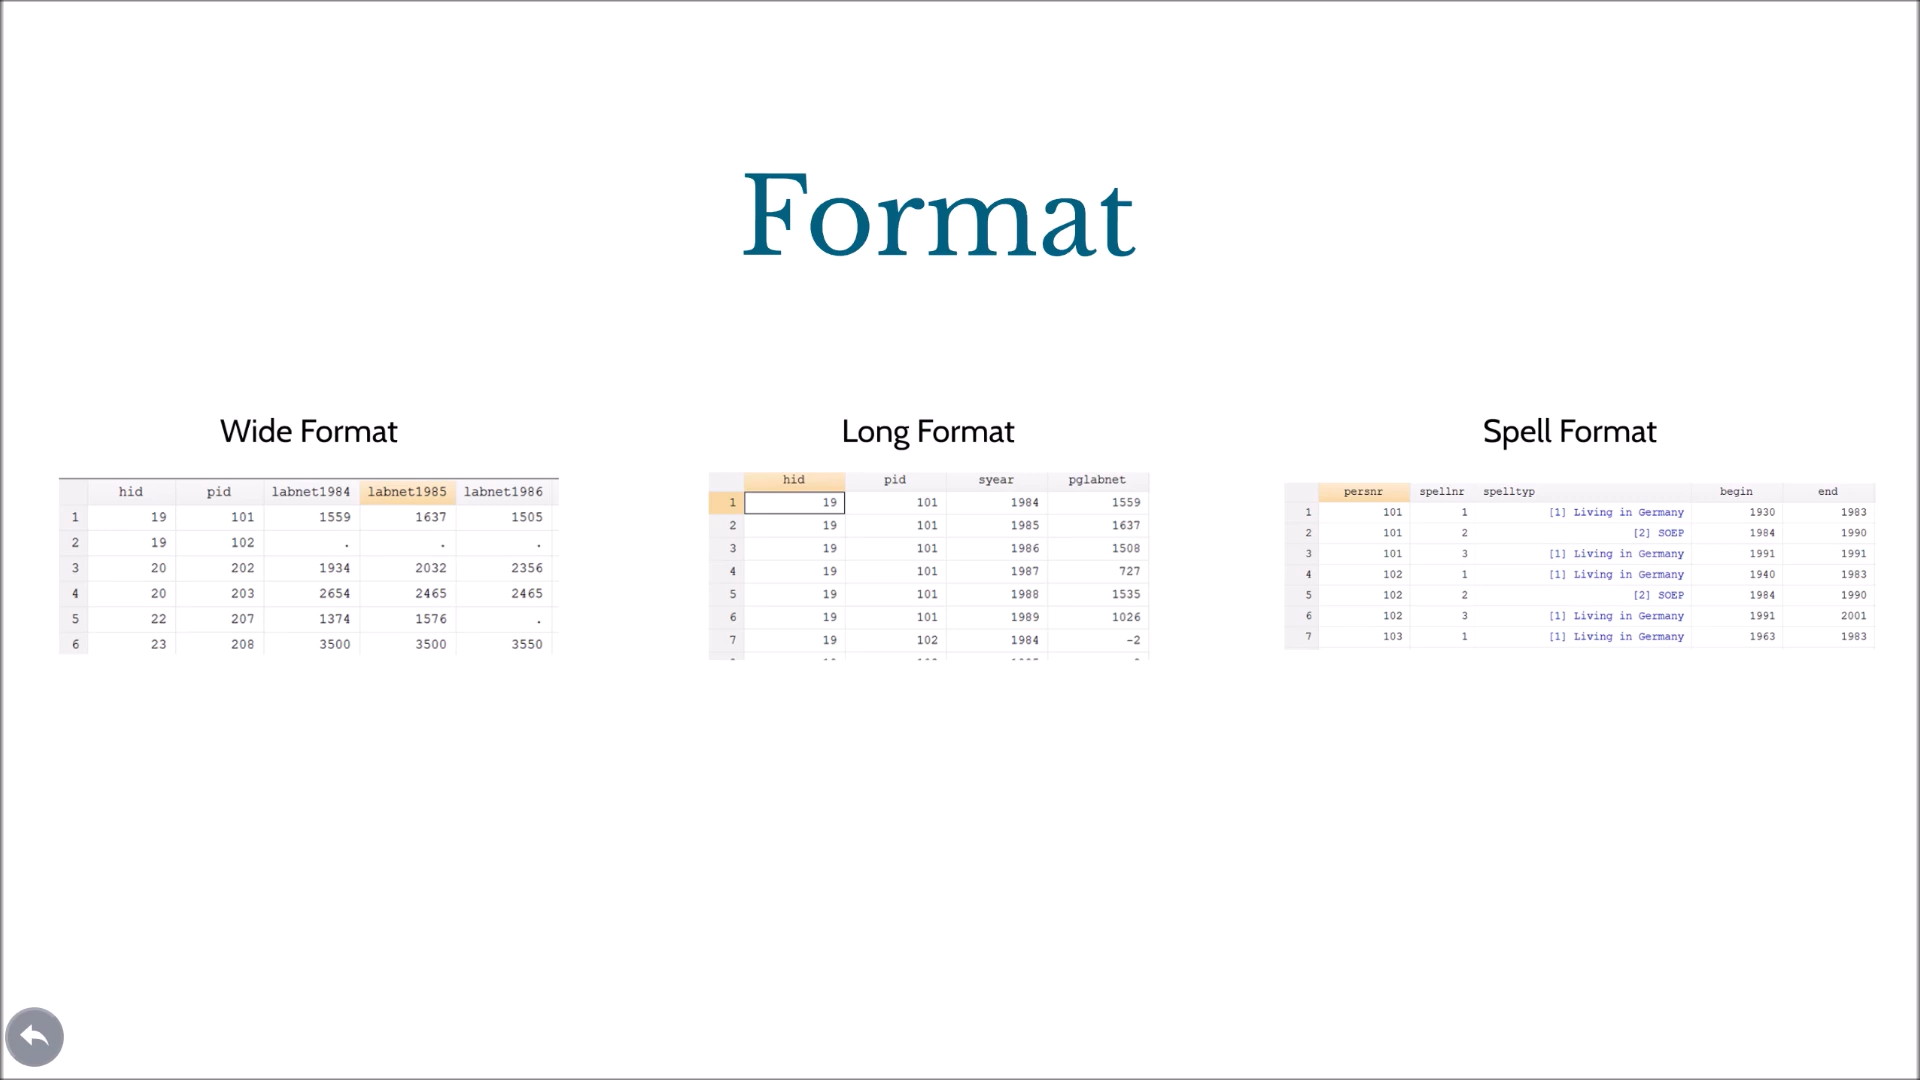 Format
Wide Format
hid pid labnet1984 labnet1985 labnet1986
1 19 101 1559 1637 1505
2 19 102 . . .
3 20 202 1934 2032 2356
4 20 203 2654 2465 2465
5 22 207 1374 1576 .
6 23 208 3500 3500 3550
Long Format
hid pid syear pglabnet
1 19 101 1984 1559
2 19 101 1985 1637
3 19 101 1986 1508
4 19 101 1987 727
5 19 101 1988 1535
6 19 101 1989 1026
7 19 102 1984 -2
Spell Format
persnr spellnr spelltyp begin end
1 101 1 [1] Living in Germany 1930 1983
2 101 2 [2] SOEP 1984 1990
3 101 3 [1] Living in Germany 1991 1991
4 102 1 [1] Living in Germany 1940 1983
5 102 2 [2] SOEP 1984 1990
6 102 3 [1] Living in Germany 1991 2001
7 103 1 [1] Living in Germany 1963 1983